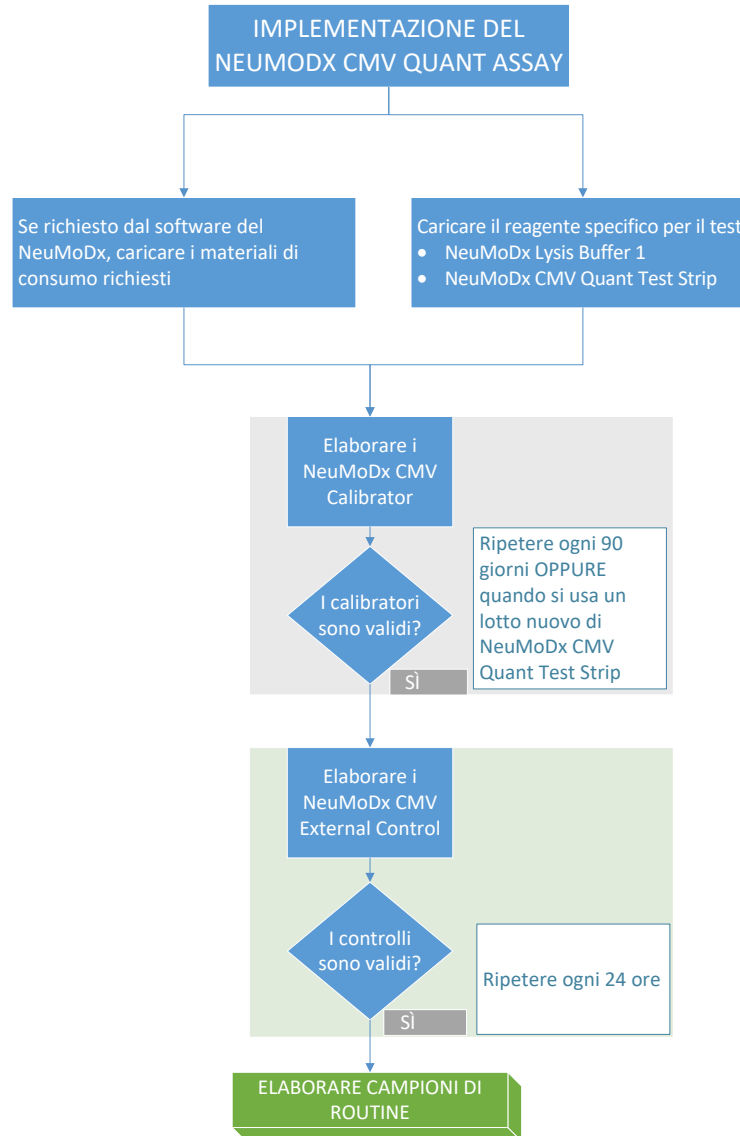 IMPLEMENTAZIONE DEL
NEUMODX CMV QUANT ASSAY
Se richiesto dal software del
NeuMoDx, caricare i materiali di
consumo richiesti
Caricare il reagente specifico per il test
• NeuMoDx Lysis Buffer 1
• NeuMoDx CMV Quant Test Strip
Elaborare i
NeuMoDx CMV
Calibrator
I calibratori
sono validi?
Ripetere ogni 90
giorni OPPURE
quando si usa un
lotto nuovo di
NeuMoDx CMV
Quant Test Strip
SÌ
Elaborare i
NeuMoDx CMV
External Control
I controlli
sono validi?
Ripetere ogni 24 ore
SÌ
ELABORARE CAMPIONI DI
ROUTINE